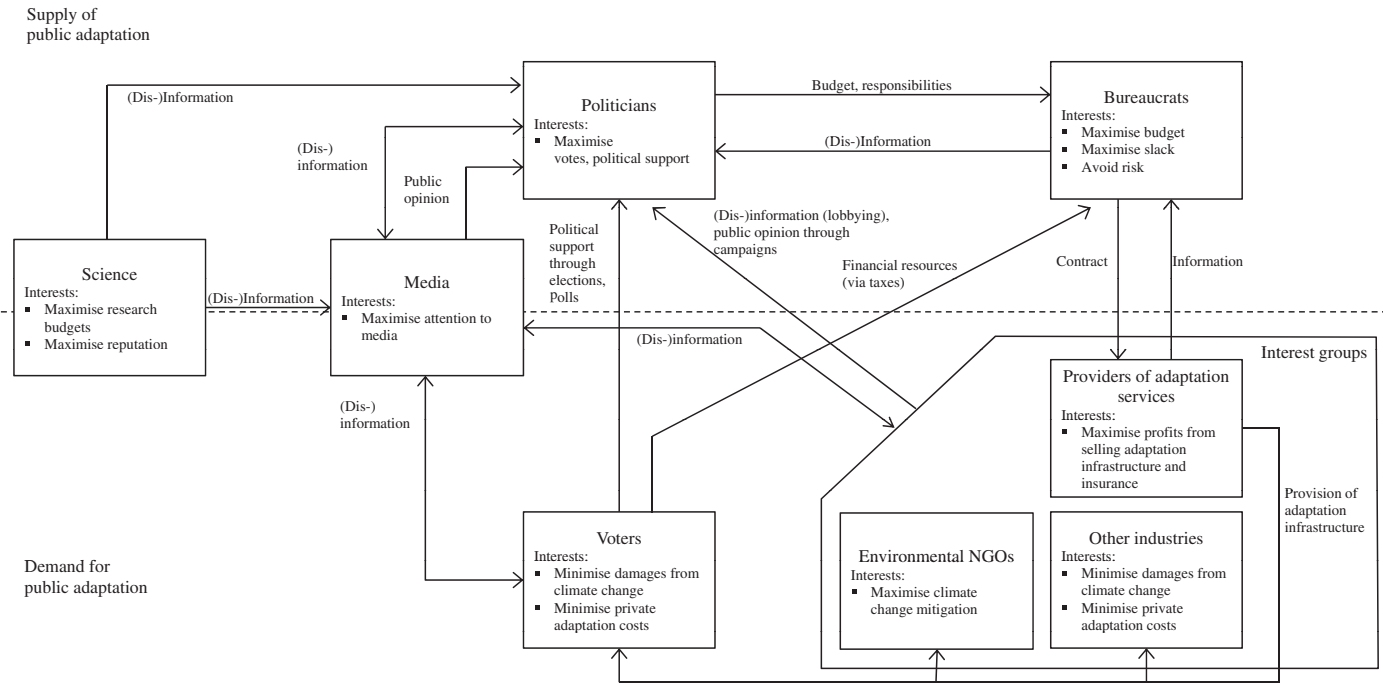 Supply of
public adaptation
(Dis-)Information
Politicians
Interests:
▪ Maximise
votes, political support
Budget, responsibilities
(Dis-)Information
Bureaucrats
Interests:
▪ Maximise budget
▪ Maximise slack
▪ Avoid risk
(Dis-)
information
Public
opinion
Political
support
through
elections,
Polls
(Dis-)information (lobbying),
public opinion through
campaigns
Financial resources
(via taxes)
Contract
Information
Science
Interests:
▪ Maximise research
budgets
▪ Maximise reputation
(Dis-)Information
Media
Interests:
▪ Maximise attention to
media
(Dis-)information
Interest groups
Providers of adaptation
services
Interests:
▪ Maximise profits from
selling adaptation
infrastructure and
insurance
(Dis-)
information
Provision of
adaptation
infrastructure
Demand for
public adaptation
Voters
Interests:
▪ Minimise damages from
climate change
▪ Minimise private
adaptation costs
Environmental NGOs
Interests:
▪ Maximise climate
change mitigation
Other industries
Interests:
▪ Minimise damages from
climate change
▪ Minimise private
adaptation costs